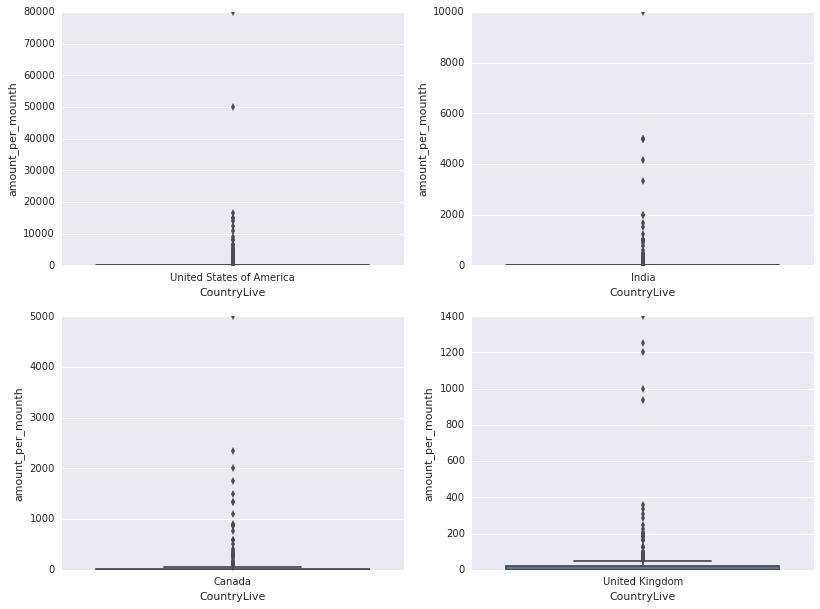 80000
70000
60000
50000
40000
30000
20000
10000
0
amount_per_mounth
United States of America
CountryLive
10000
8000
6000
4000
2000
0
amount_per_mounth
India
CountryLive
5000
4000
3000
2000
1000
0
amount_per_mounth
Canada
CountryLive
1400
1200
1000
800
600
400
200
0
amount_per_mounth
United Kingdom
CountryLive